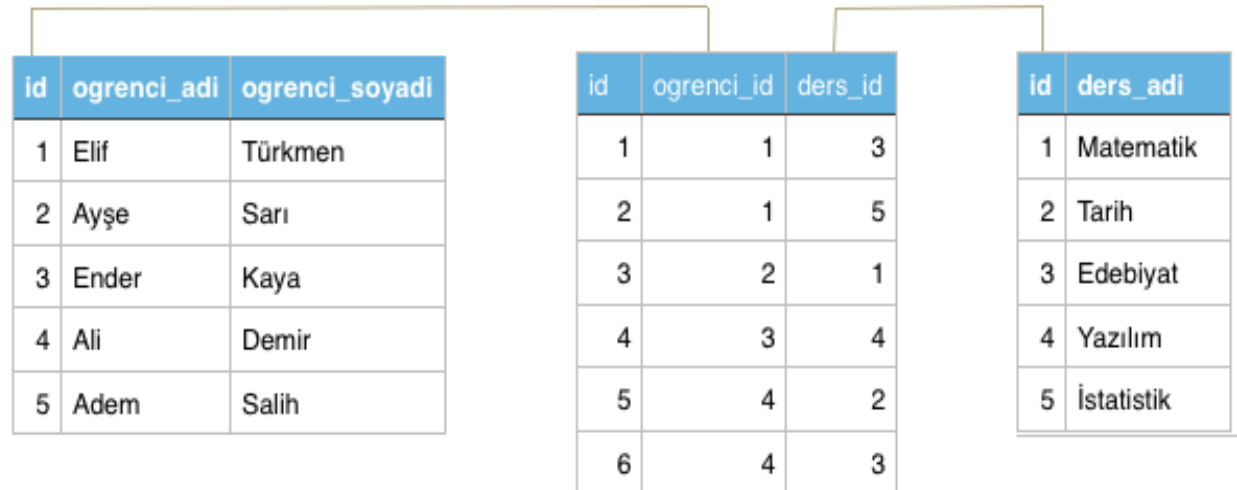 id ogrenci_adi ogrenci_soyadi
1 Elif Türkmen
2 Ayşe Sarı
3 Ender Kaya
4 Ali Demir
5 Adem Salih
id ogrenci_id ders_id
1 1 3
2 1 5
3 2 1
4 3 4
5 4 2
6 4 3
id ders_adi
1 Matematik
2 Tarih
3 Edebiyat
4 Yazılım
5 İstatistik